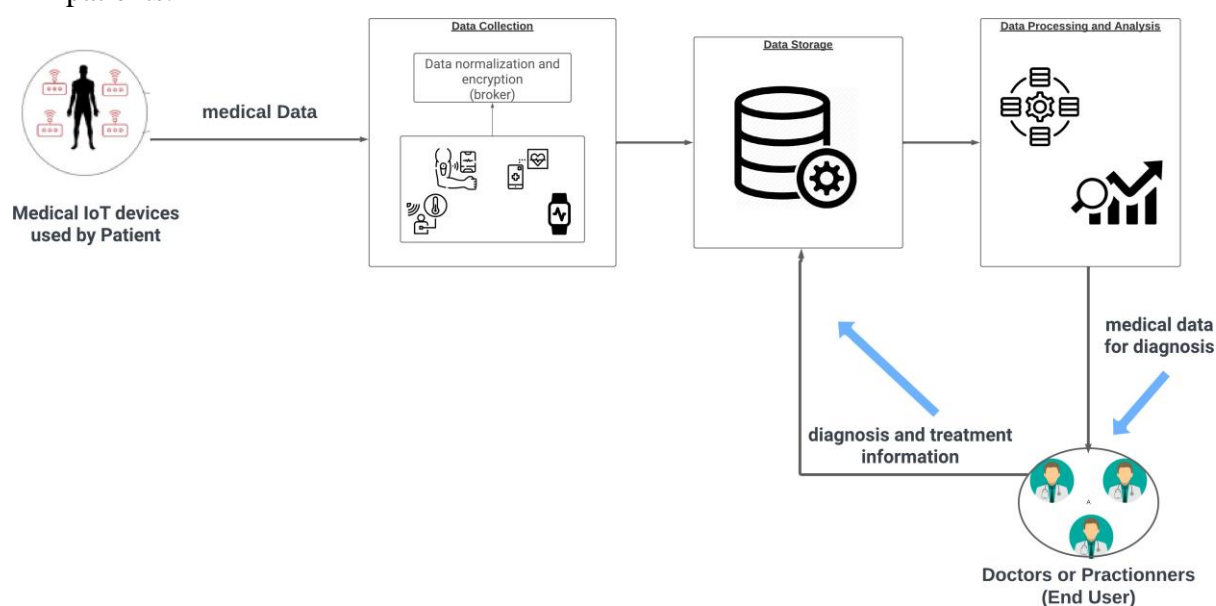 patients.
Data Collection
Data normalization and
encryption
(broker)
medical Data
Medical IoT devices
used by Patient
Data Storage
Data Processing and Analysis
medical data
for diagnosis
diagnosis and treatment
information
A
Doctors or Practionners
(End User)